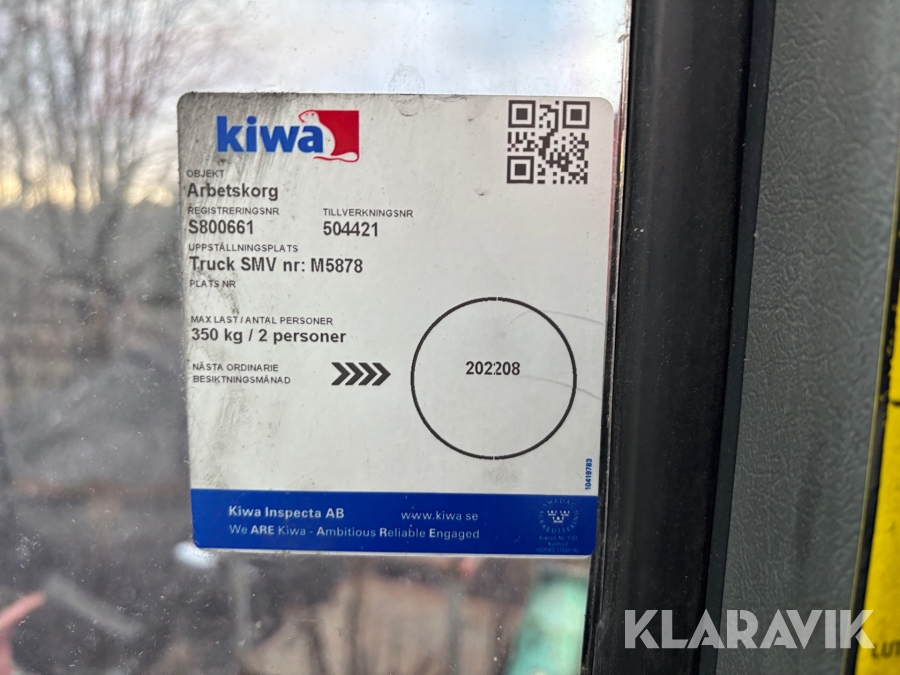 kiwa
OBJEKT
Arbetskorg
REGISTRERINGSNR TILLVERKNINGSNR
S800661 504421
UPPSTÄLLNINGSPLATS
Truck SMV nr: M5878
PLATS NR
MAX LAST / ANTAL PERSONER
350 kg / 2 personer
NÄSTA ORDINARIE
BESIKTNINGSMÅNAD
202208
10419783
Kiwa Inspecta AB www.kiwa.se
We ARE Kiwa - Ambitious Reliable Engaged
KLARAVIK